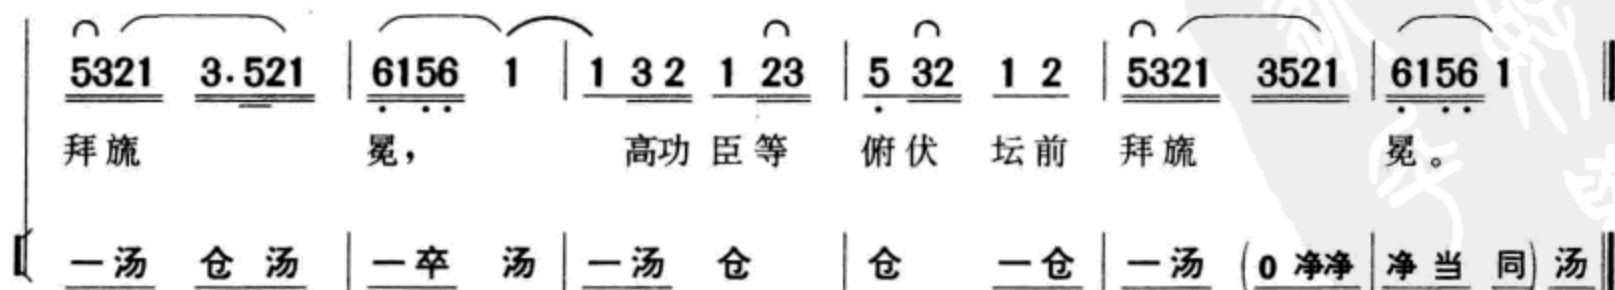 5321 3.521 | 6156 1 | 1 3 2 1 23 | 5 32 1 2 | 5321 3521 | 6156 1 ‖
拜旒 冕， 高功臣等 俯伏 坛前 拜旒 冕。
一汤 仓 汤 | 一卒 汤 | 一汤 仓 | 仓 一仓 | 一汤 (0 净净 | 净 当 同) 汤 ‖